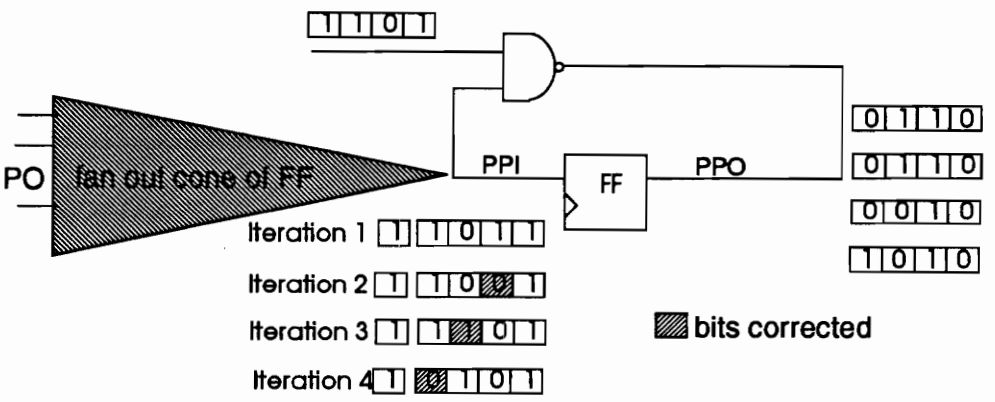 1 1 0 1
0 1 1 0
PPI
FF
PPO
0 1 1 0
PO
fan out cone of FF
0 0 1 0
Iteration 1 1 1 0 1 1
1 0 1 0
Iteration 2 1 1 0 0 1
Iteration 3 1 1 1 0 1
bits corrected
Iteration 4 1 0 1 0 1